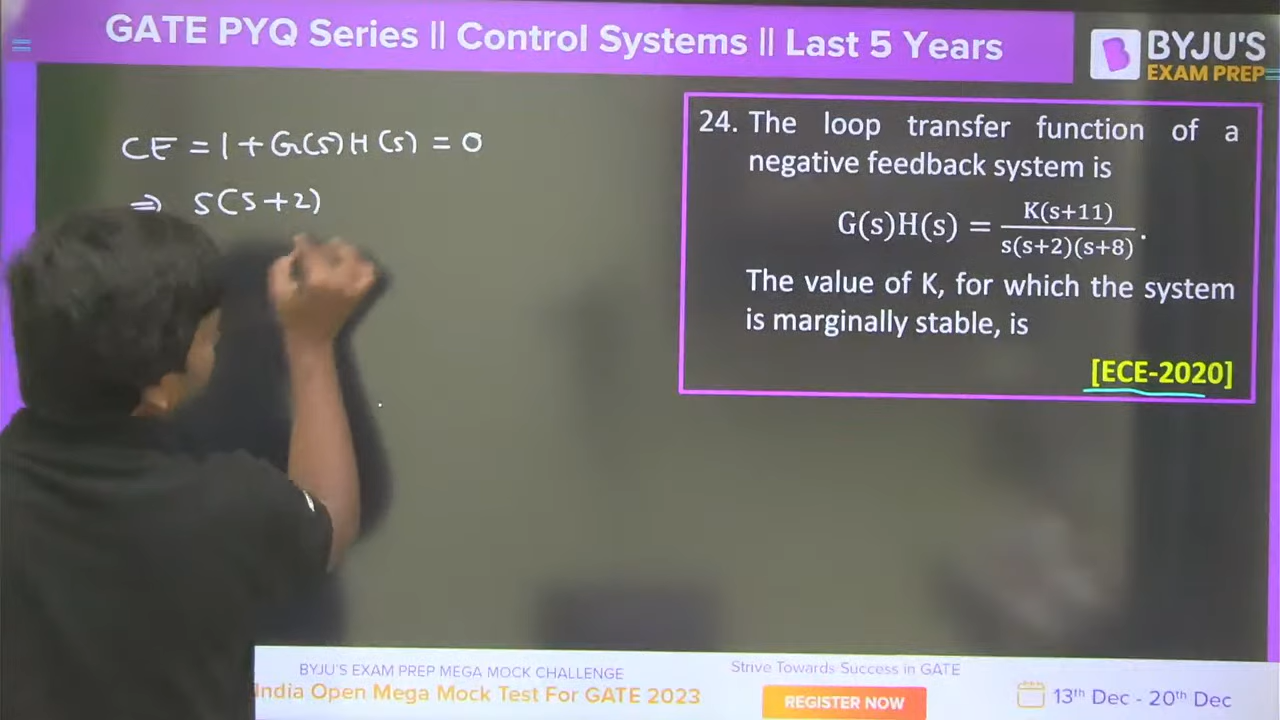 GATE PYQ Series || Control Systems || Last 5 Years
BYJU'S
EXAM PREP
CE = 1 + G(s) H(s) = 0
⇒ s(s+2)
24. The loop transfer function of a
negative feedback system is
G(s)H(s) = K(s+11) / s(s+2)(s+8) .
The value of K, for which the system
is marginally stable, is
[ECE-2020]
BYJU'S EXAM PREP MEGA MOCK CHALLENGE
India Open Mega Mock Test For GATE 2023
Strive Towards Success in GATE
REGISTER NOW
13th Dec - 20th Dec